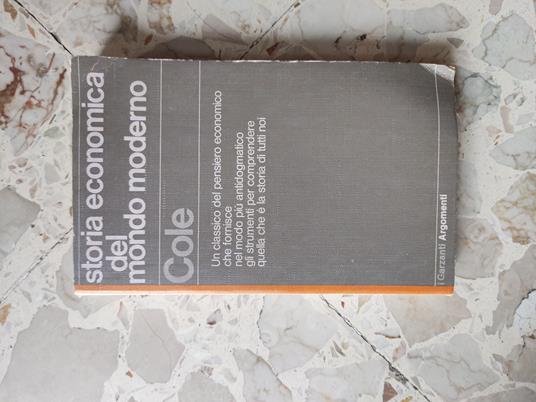 storia economica
del
mondo moderno
Cole
Un classico del pensiero economico
che fornisce
nel modo più antidogmatico
gli strumenti per comprendere
quella che è la storia di tutti noi
i Garzanti Argomenti